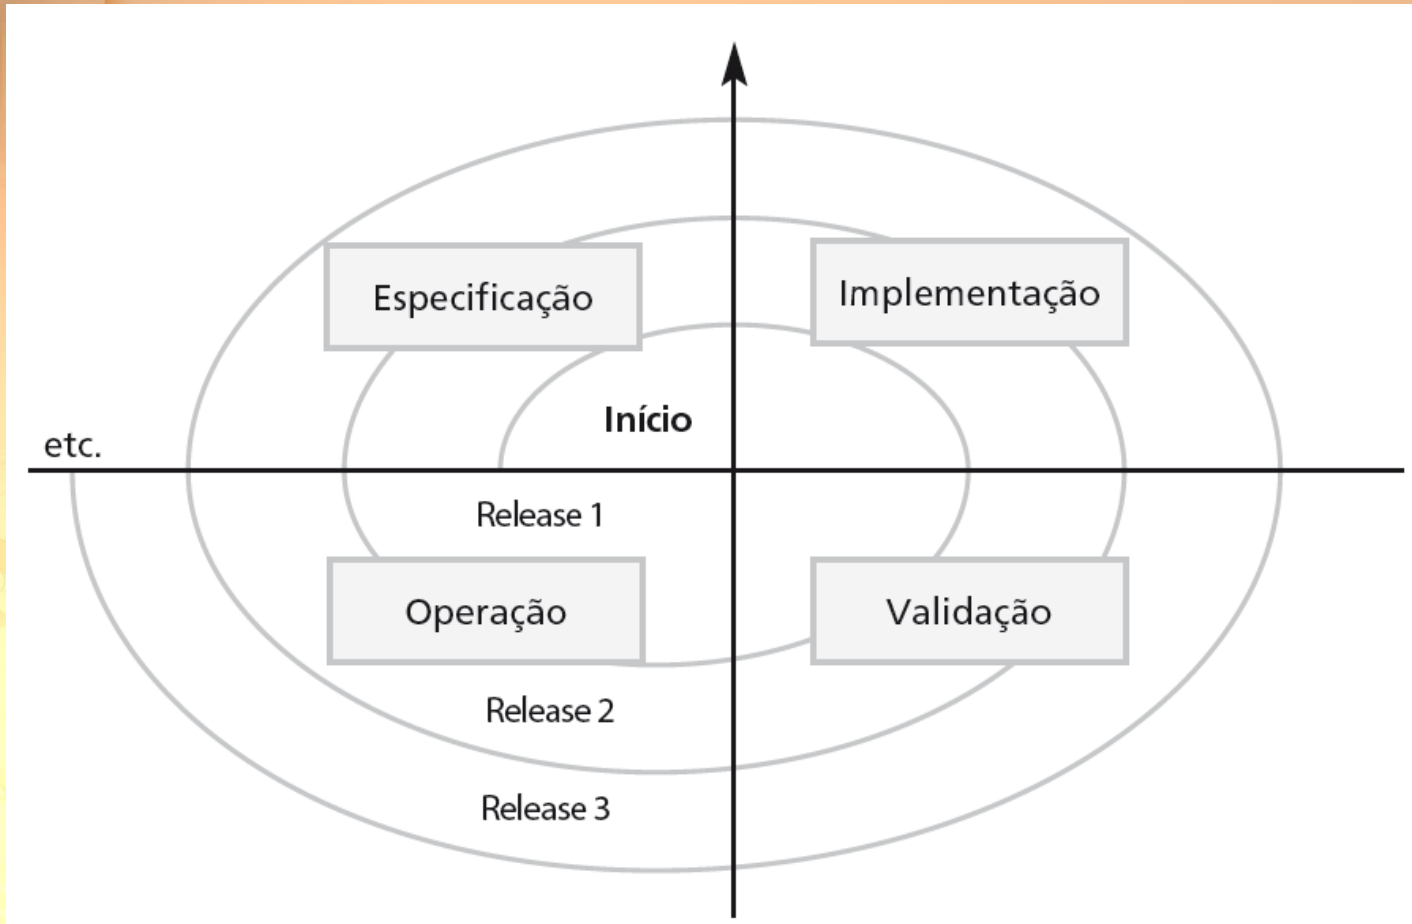 Especificação
Implementação
Início
etc.
Release 1
Operação
Validação
Release 2
Release 3